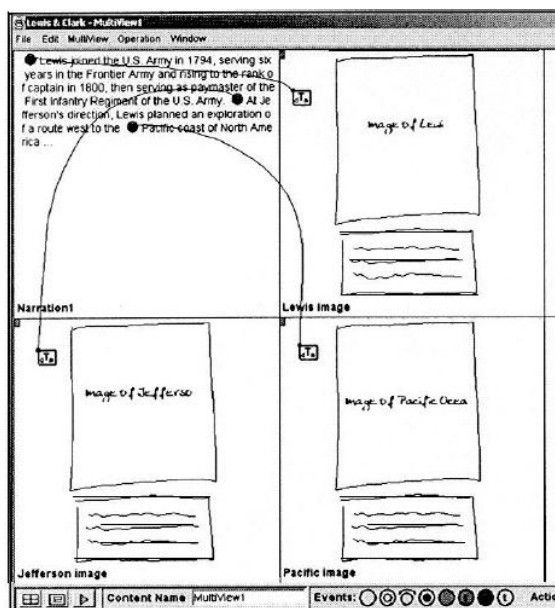 Lewis & Clark - MultiView1
File Edit MultiView Operation Window
Lewis joined the U.S. Army in 1794, serving six
years in the Frontier Army and rising to the rank o
f captain in 1800, then serving as paymaster of the
First Infantry Regiment of the U.S. Army. At Je
fferson's direction, Lewis planned an exploration o
f a route west to the Pacific coast of North Ame
rica ...
Image of Lewis
Narration1
Lewis image
Image of Jefferso
Image of Pacific Ocea
Jefferson image
Pacific image
Content Name MultiView1 Events: Actio